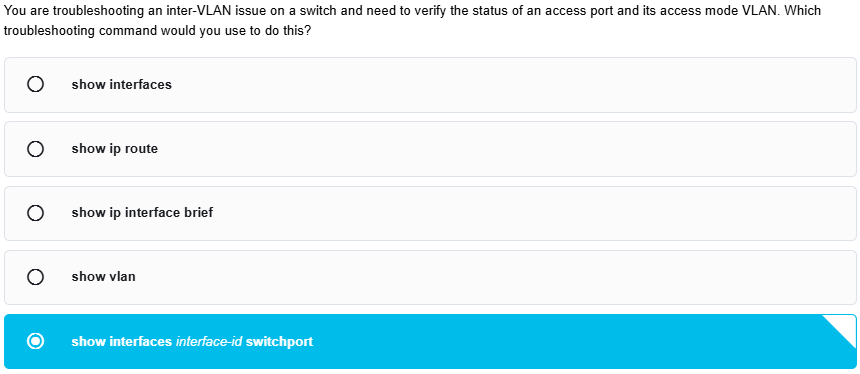 You are troubleshooting an inter-VLAN issue on a switch and need to verify the status of an access port and its access mode VLAN. Which
troubleshooting command would you use to do this?
show interfaces
show ip route
show ip interface brief
show vlan
show interfaces interface-id switchport